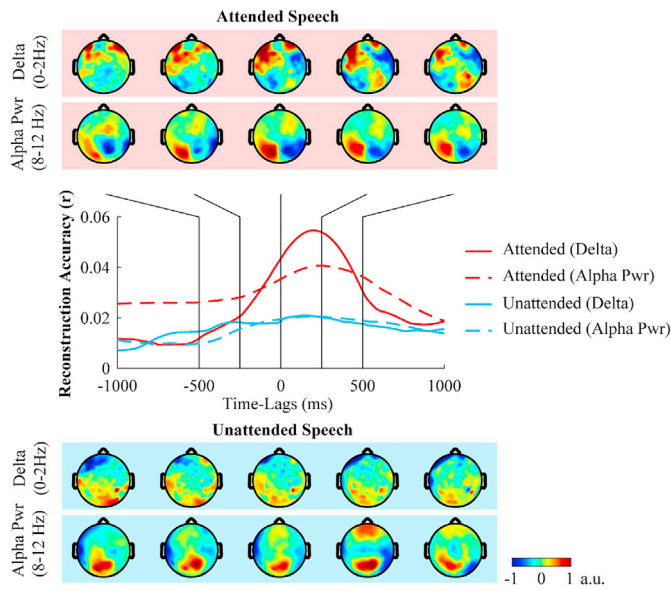 Attended Speech
Delta
(0-2Hz)
Alpha Pwr
(8-12 Hz)
Reconstruction Accuracy (r)
0.06
0.04
0.02
0
-1000
-500
0
500
1000
Time-Lags (ms)
Attended (Delta)
Attended (Alpha Pwr)
Unattended (Delta)
Unattended (Alpha Pwr)
Unattended Speech
Delta
(0-2Hz)
Alpha Pwr
(8-12 Hz)
-1 0 1 a.u.